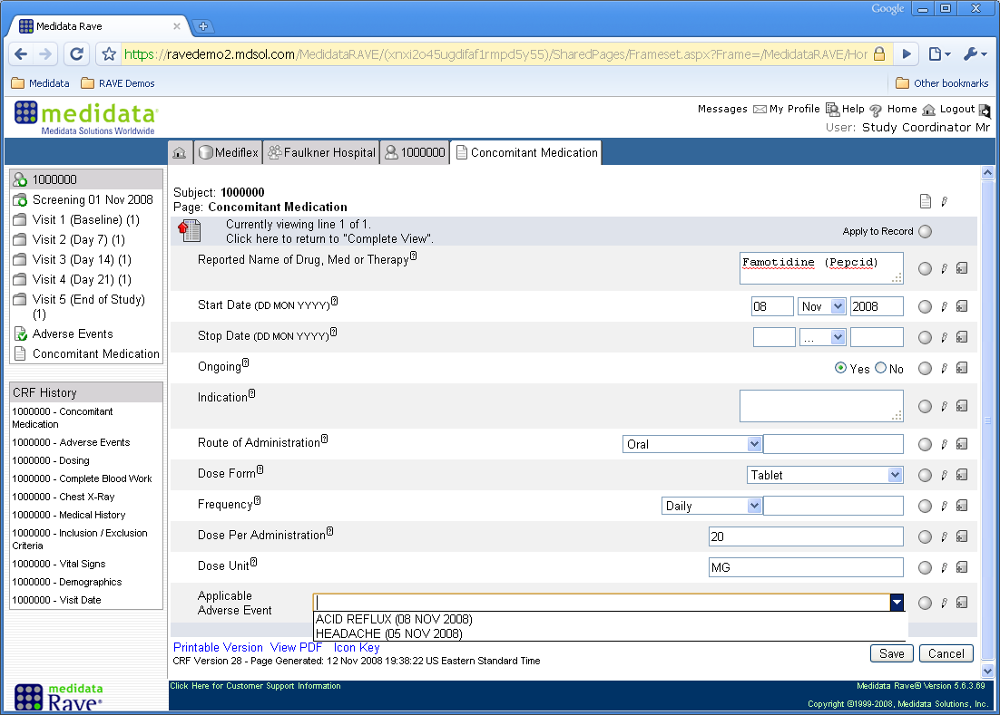 Google
Medidata Rave
https://ravedemo2.mdsol.com/MedidataRAVE/(xnxi2o45ugdifaf1rmpd5y55)/SharedPages/Frameset.aspx?Frame=/MedidataRAVE/Hor
Medidata RAVE Demos Other bookmarks
medidata
Medidata Solutions Worldwide
Messages My Profile Help Home Logout
User: Study Coordinator Mr
Mediflex Faulkner Hospital 1000000 Concomitant Medication
1000000
Screening 01 Nov 2008
Visit 1 (Baseline) (1)
Visit 2 (Day 7) (1)
Visit 3 (Day 14) (1)
Visit 4 (Day 21) (1)
Visit 5 (End of Study)
(1)
Adverse Events
Concomitant Medication
CRF History
1000000 - Concomitant
Medication
1000000 - Adverse Events
1000000 - Dosing
1000000 - Complete Blood Work
1000000 - Chest X-Ray
1000000 - Medical History
1000000 - Inclusion / Exclusion
Criteria
1000000 - Vital Signs
1000000 - Demographics
1000000 - Visit Date
Subject: 1000000
Page: Concomitant Medication
Currently viewing line 1 of 1.
Click here to return to "Complete View".
Apply to Record
Reported Name of Drug, Med or Therapy? Famotidine (Pepcid)
Start Date (DD MON YYYY)? 08 Nov 2008
Stop Date (DD MON YYYY)? ...
Ongoing? Yes No
Indication?
Route of Administration? Oral
Dose Form? Tablet
Frequency? Daily
Dose Per Administration? 20
Dose Unit? MG
Applicable
Adverse Event
ACID REFLUX (08 NOV 2008)
HEADACHE (05 NOV 2008)
Printable Version View PDF Icon Key
CRF Version 28 - Page Generated: 12 Nov 2008 19:38:22 US Eastern Standard Time
Save Cancel
medidata
Rave®
Click Here for Customer Support Information
Medidata Rave® Version 5.6.3.69
Copyright ©1999-2008, Medidata Solutions, Inc.